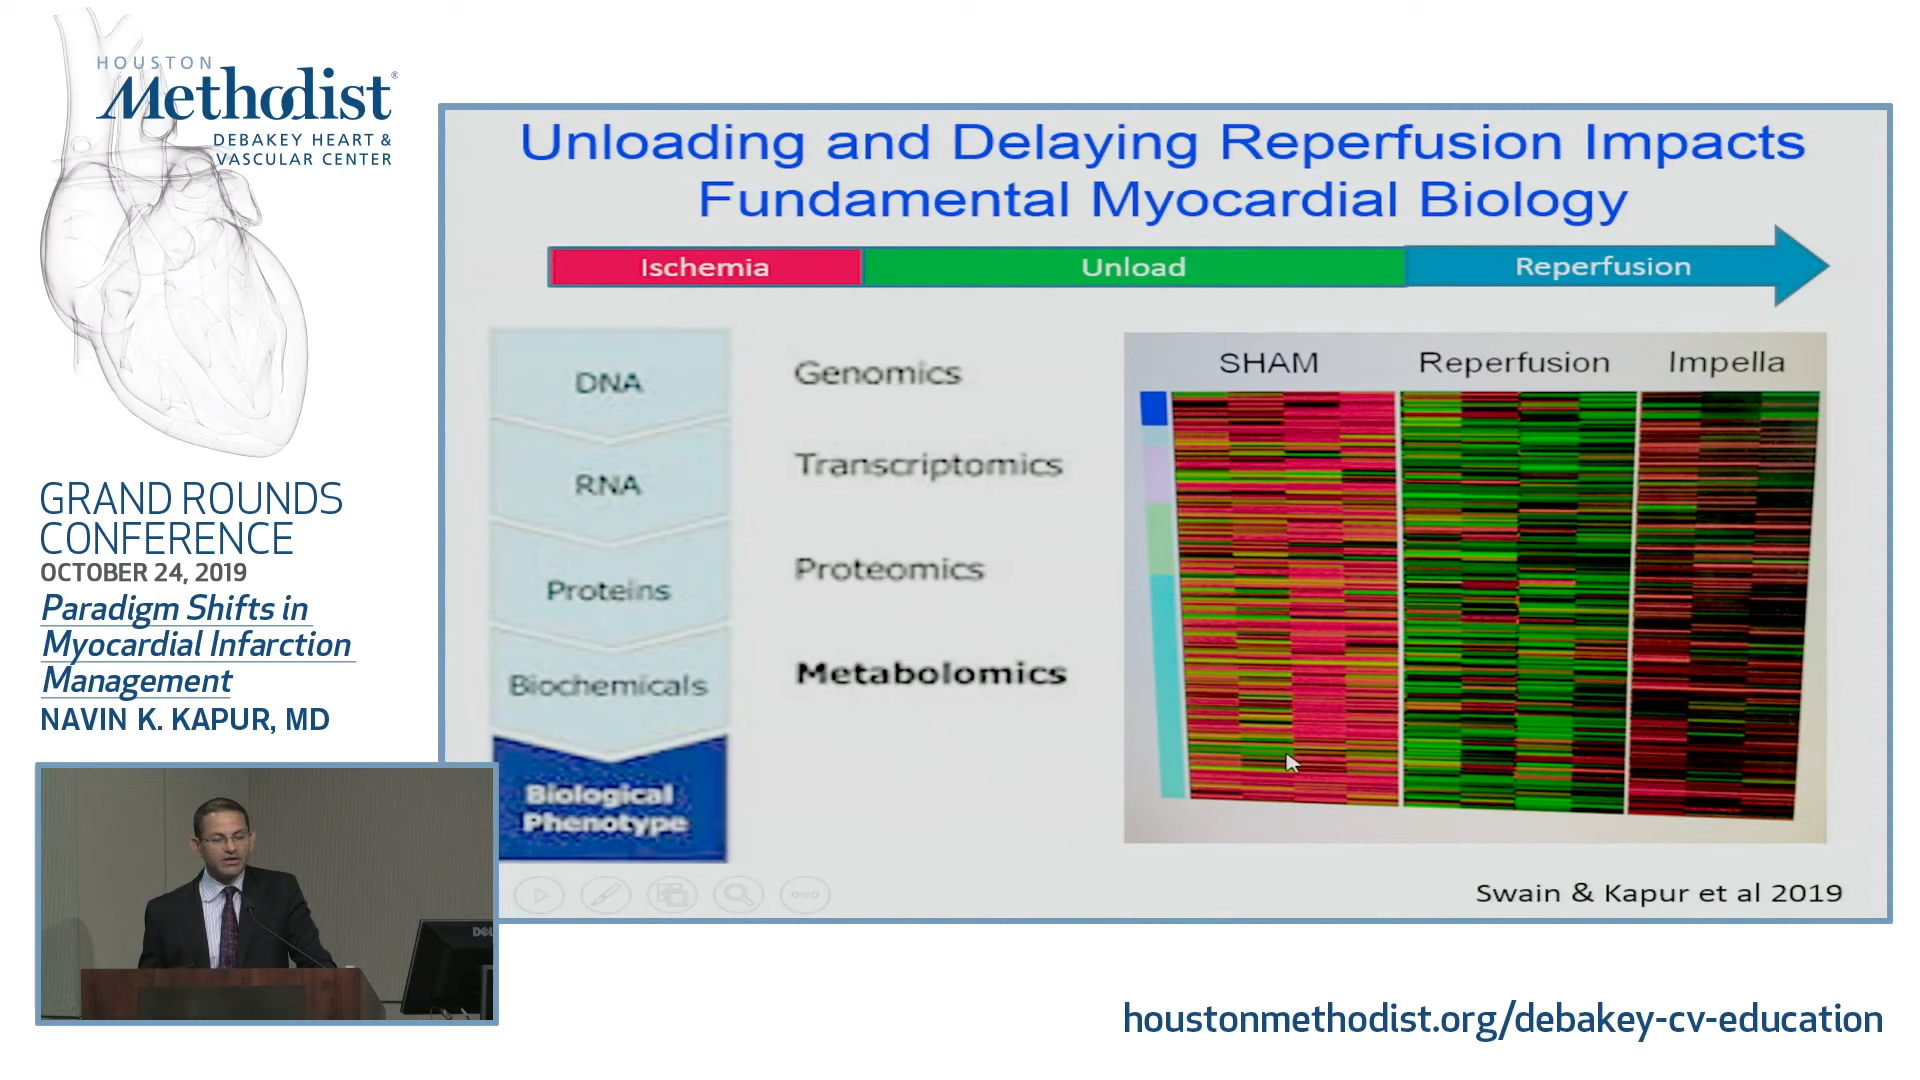 HOUSTON
Methodist®
DEBAKEY HEART &
VASCULAR CENTER
GRAND ROUNDS
CONFERENCE
OCTOBER 24, 2019
Paradigm Shifts in
Myocardial Infarction
Management
NAVIN K. KAPUR, MD
Unloading and Delaying Reperfusion Impacts
Fundamental Myocardial Biology
Ischemia
Unload
Reperfusion
DNA
RNA
Proteins
Biochemicals
Biological
Phenotype
Genomics
Transcriptomics
Proteomics
Metabolomics
SHAM
Reperfusion
Impella
Swain & Kapur et al 2019
houstonmethodist.org/debakey-cv-education